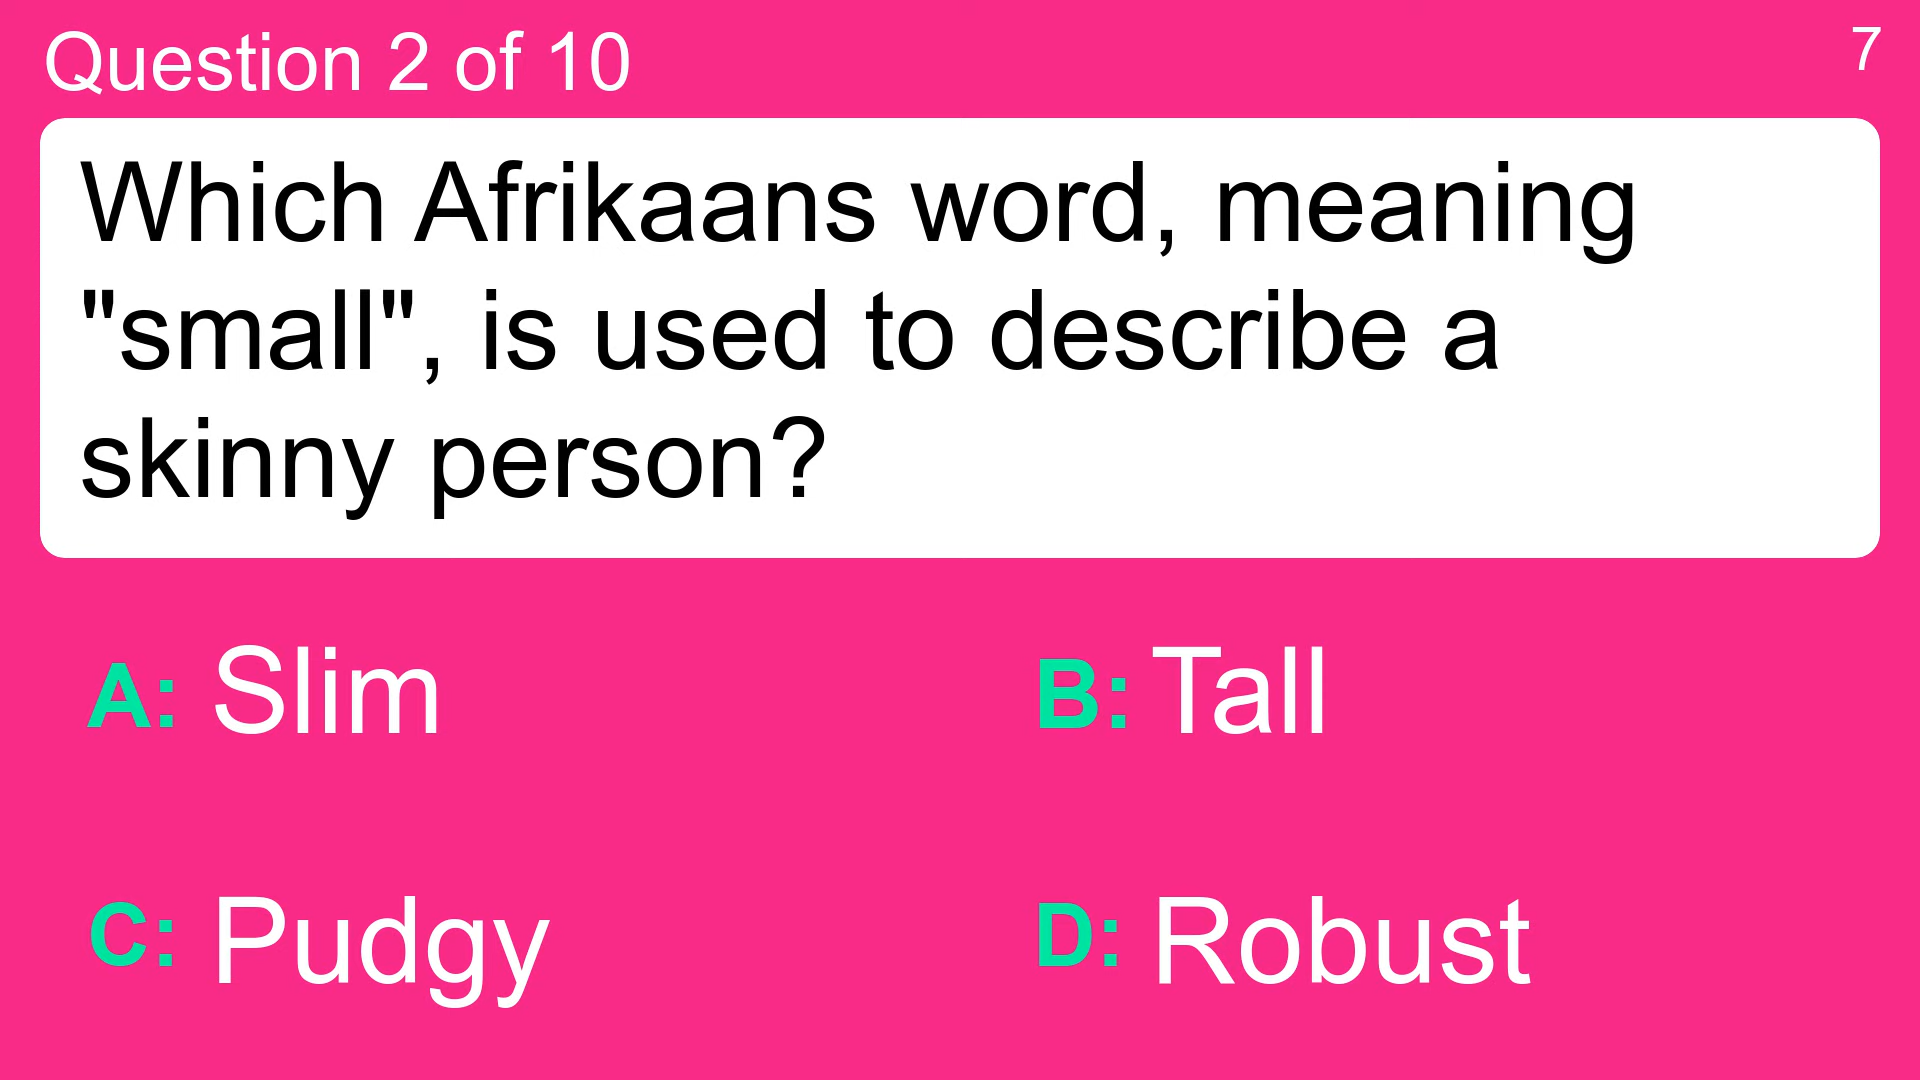 Question 2 of 10
7
Which Afrikaans word, meaning
"small", is used to describe a
skinny person?
A: Slim
B: Tall
C: Pudgy
D: Robust